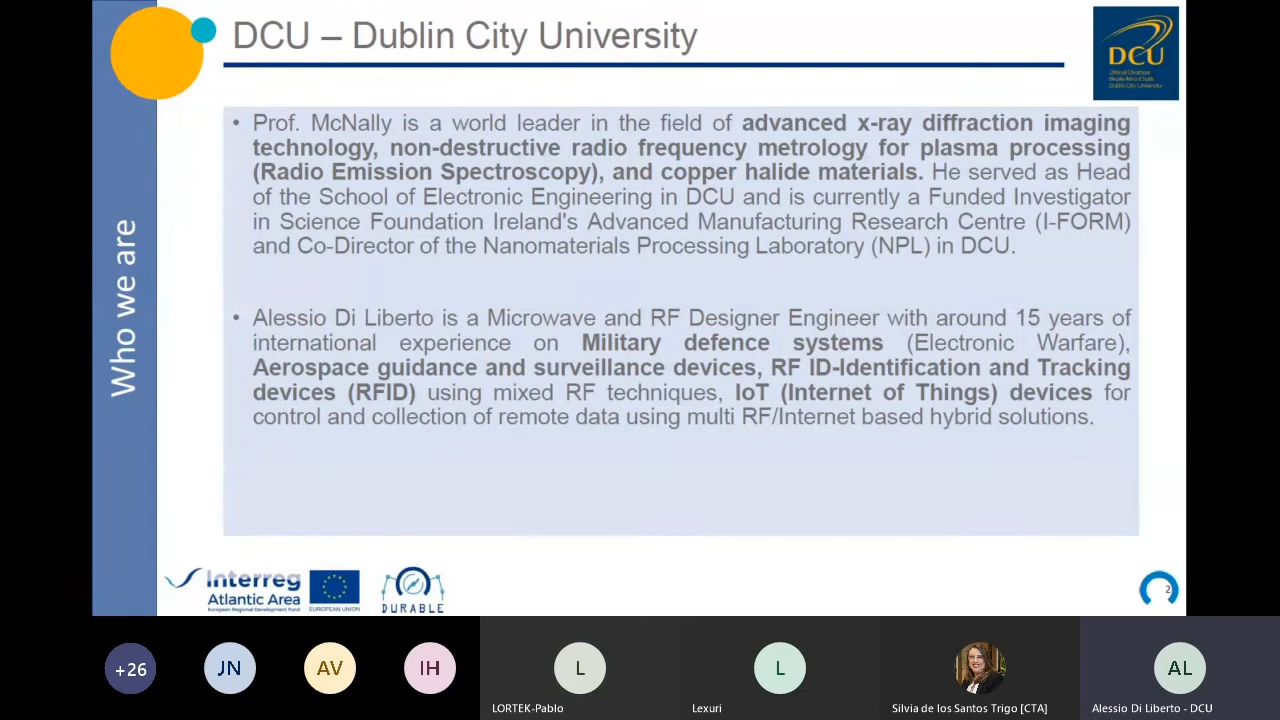 DCU – Dublin City University
DCU
Dublin City University
Who we are
• Prof. McNally is a world leader in the field of advanced x-ray diffraction imaging
technology, non-destructive radio frequency metrology for plasma processing
(Radio Emission Spectroscopy), and copper halide materials. He served as Head
of the School of Electronic Engineering in DCU and is currently a Funded Investigator
in Science Foundation Ireland's Advanced Manufacturing Research Centre (I-FORM)
and Co-Director of the Nanomaterials Processing Laboratory (NPL) in DCU.
• Alessio Di Liberto is a Microwave and RF Designer Engineer with around 15 years of
international experience on Military defence systems (Electronic Warfare),
Aerospace guidance and surveillance devices, RF ID-Identification and Tracking
devices (RFID) using mixed RF techniques, IoT (Internet of Things) devices for
control and collection of remote data using multi RF/Internet based hybrid solutions.
Interreg
Atlantic Area
European Regional Development Fund
EUROPEAN UNION
DURABLE
2
+26
JN
AV
IH
L
LORTEK-Pablo
L
Lexuri
Silvia de los Santos Trigo [CTA]
AL
Alessio Di Liberto - DCU